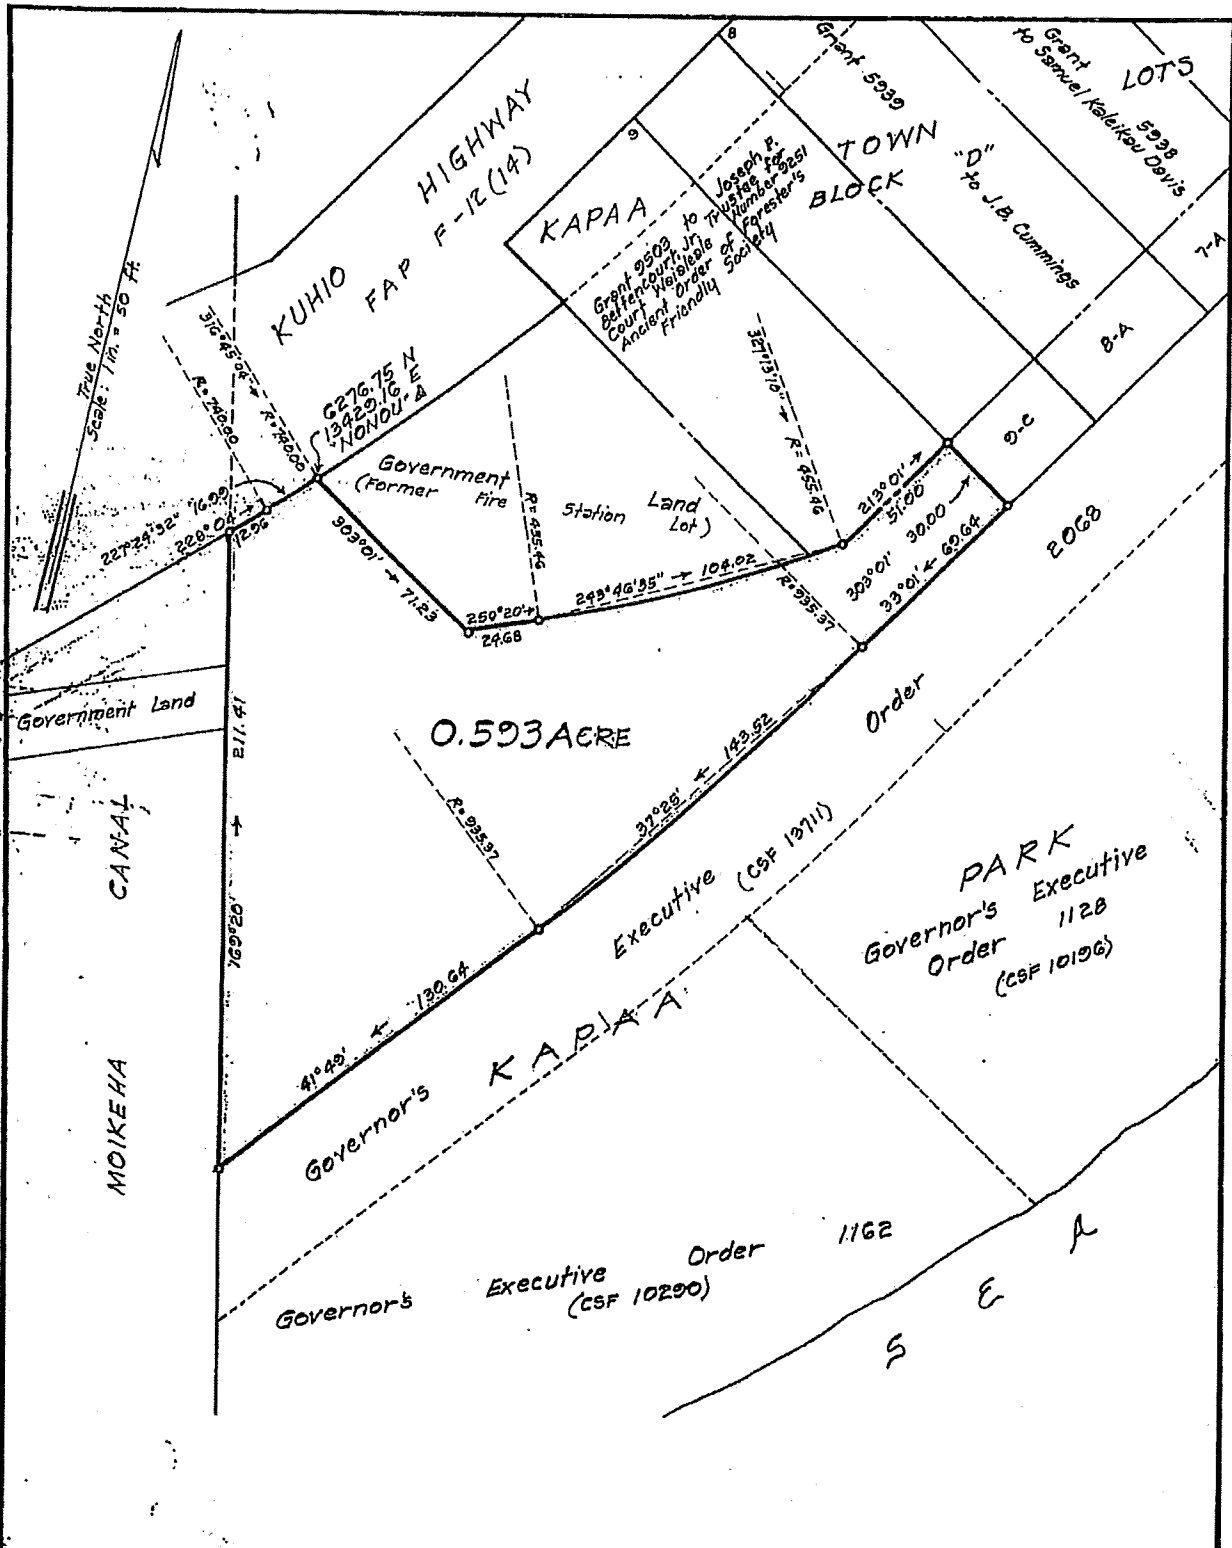 True North
Scale: 1 in. = 50 ft.
KUHIO HIGHWAY
FAP F-12(14)
8
9
Grant 5939
to J.B. Cummings
Grant 5938
to Samuel Kaleikau Davis
KAPAA TOWN LOTS
BLOCK "D"
Grant 9503 to Joseph P.
Bettencourt, Jr. Trustee for
Court Waialeale Number 9251
Ancient Order of Forester's
Friendly Society
7-A
8-A
9-C
316°45'04"
R=740.00
R=740.00
6276.75 N
13429.16 E
"NONOU" Δ
227°24'32" 16.99
228°04'
12.96
Government Land
(Former Fire Station Lot)
R=455.46
327°13'10"
R=455.46
303°01'
71.23
250°20'
24.68
243°46'35" 104.02
213°01'
51.00
30.00
303°01'
33°01' 69.64
R=935.37
2068
Government Land
211.41
169°20'
0.593 ACRE
R=935.37
37°25'
143.52
Order
Executive
(CSF 13711)
Governor's
41°49'
130.64
KAPAA
PARK
Governor's Executive
Order 1128
(CSF 10196)
MOIKEHA CANAL
Governor's Executive Order 1162
(CSF 10290)
SEA